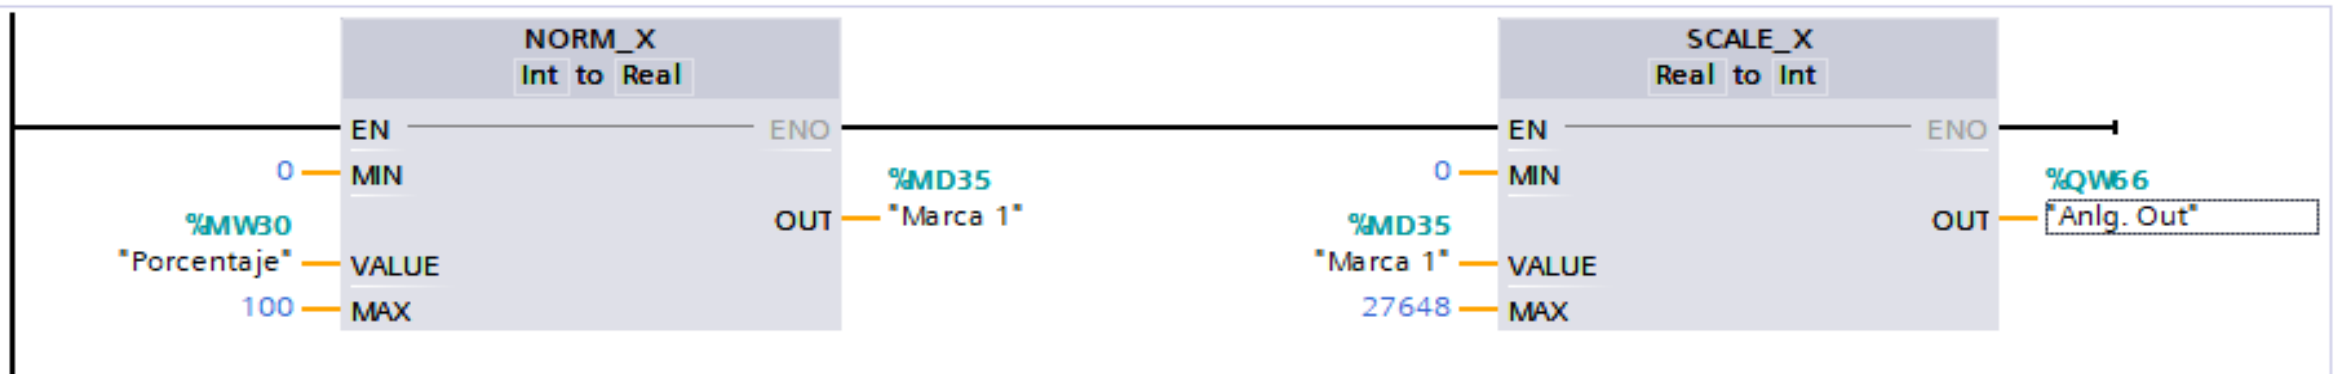 NORM_X
Int to Real
EN
ENO
0
MIN
%MW30
"Porcentaje"
VALUE
100
MAX
OUT
%MD35
"Marca 1"
SCALE_X
Real to Int
EN
ENO
0
MIN
%MD35
"Marca 1"
VALUE
27648
MAX
OUT
%QW66
"Anlg. Out"